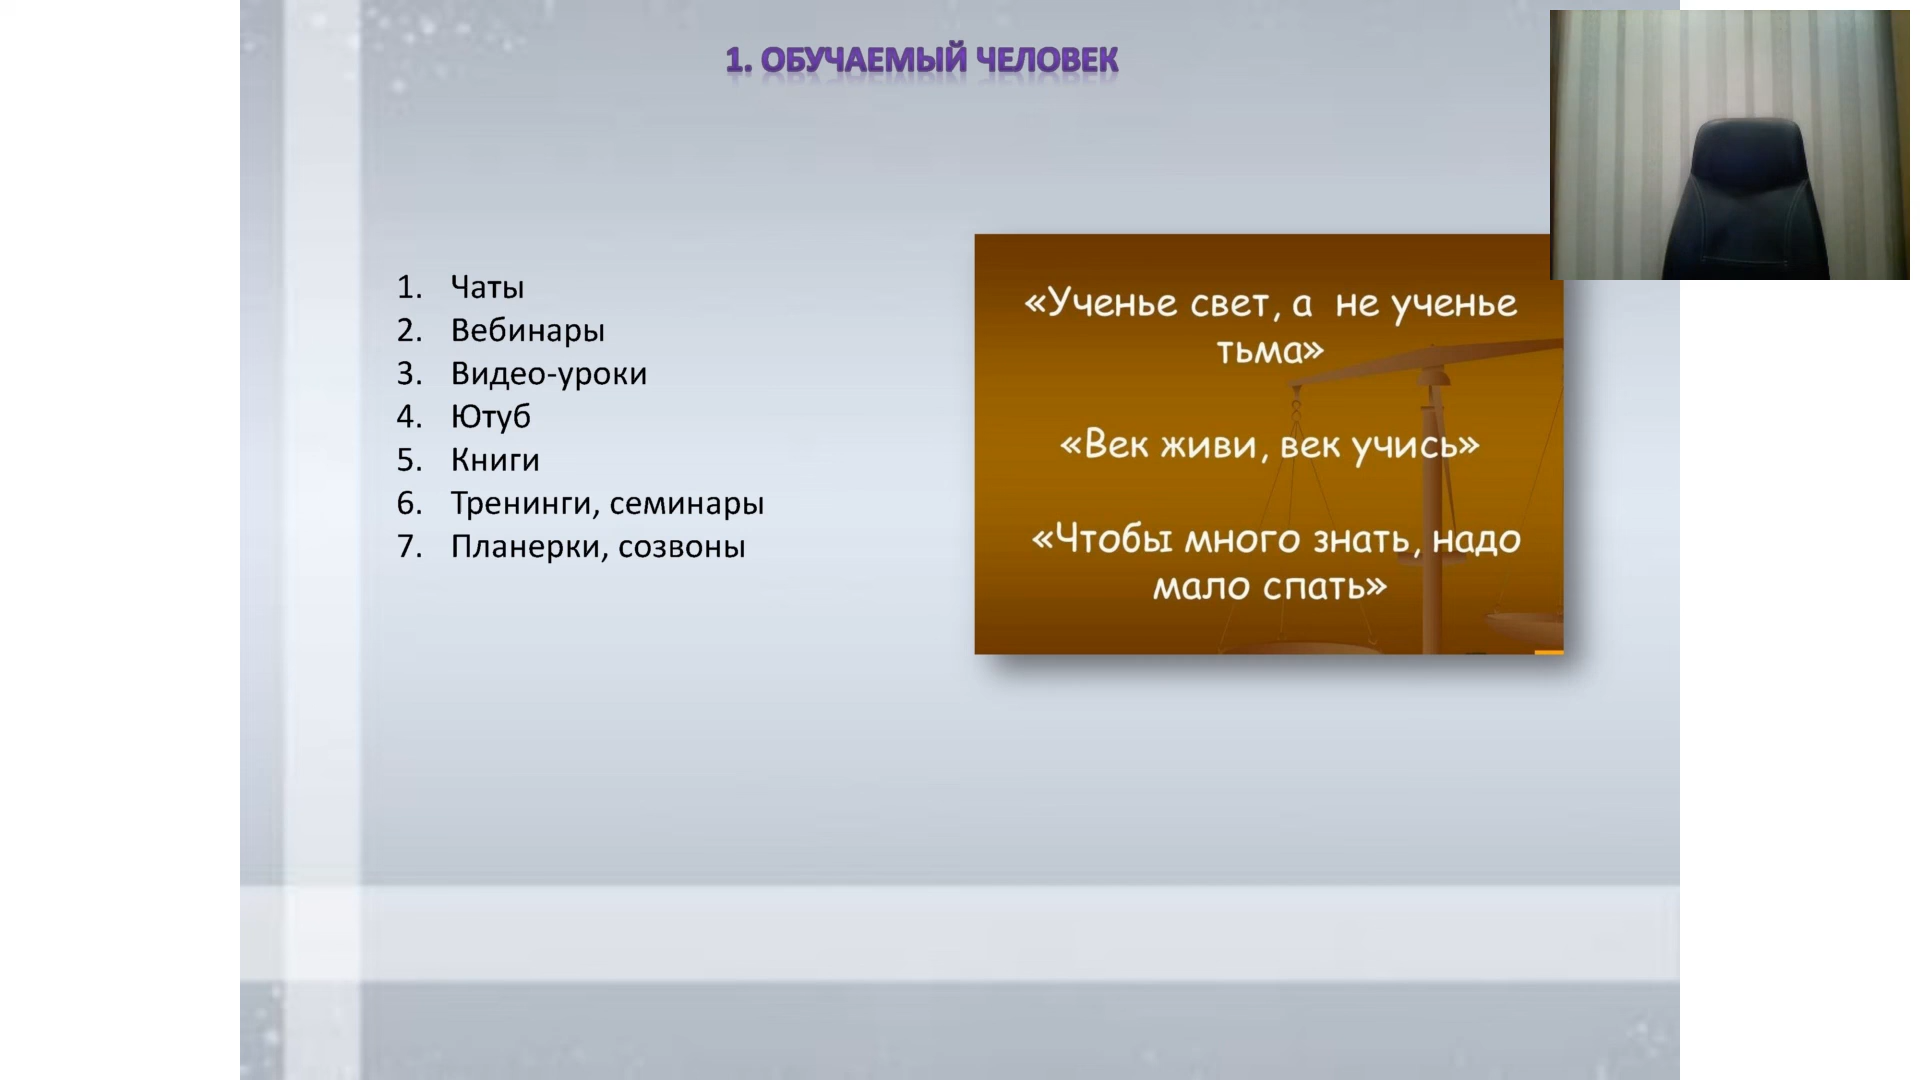 1. ОБУЧАЕМЫЙ ЧЕЛОВЕК
1. Чаты
2. Вебинары
3. Видео-уроки
4. Ютуб
5. Книги
6. Тренинги, семинары
7. Планерки, созвоны
«Ученье свет, а не ученье
тьма»
«Век живи, век учись»
«Чтобы много знать, надо
мало спать»